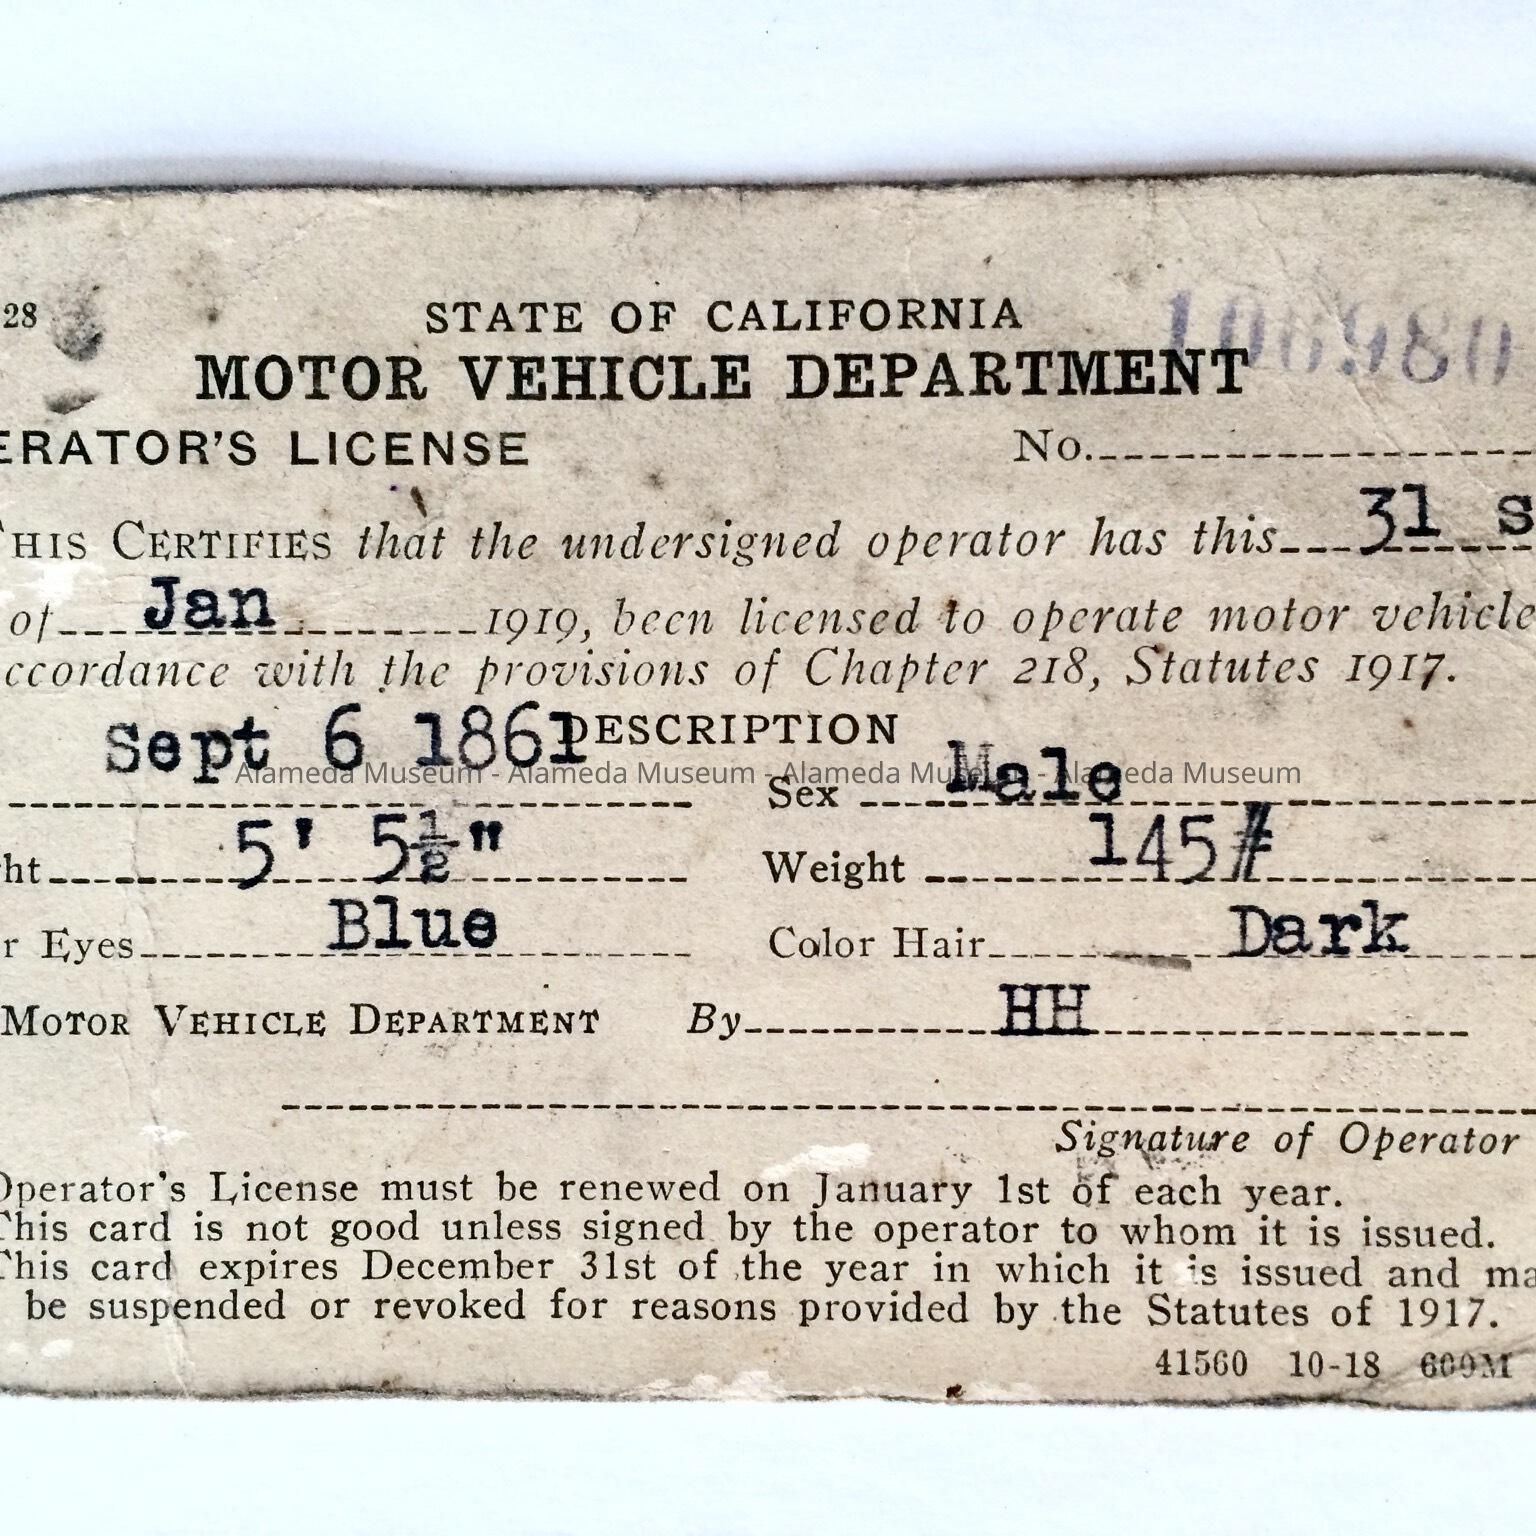 28 STATE OF CALIFORNIA 106980
MOTOR VEHICLE DEPARTMENT
ERATOR'S LICENSE No.
THIS CERTIFIES that the undersigned operator has this 31 s
of Jan 1919, been licensed to operate motor vehicle
ccordance with the provisions of Chapter 218, Statutes 1917.
Sept 6 1861 DESCRIPTION
Alameda Museum - Alameda Museum - Alameda Museum - Alameda Museum
Sex Male
ht 5' 5½" Weight 145#
r Eyes Blue Color Hair Dark
MOTOR VEHICLE DEPARTMENT By HH
Signature of Operator
Operator's License must be renewed on January 1st of each year.
This card is not good unless signed by the operator to whom it is issued.
This card expires December 31st of the year in which it is issued and ma
be suspended or revoked for reasons provided by the Statutes of 1917.
41560 10-18 600M